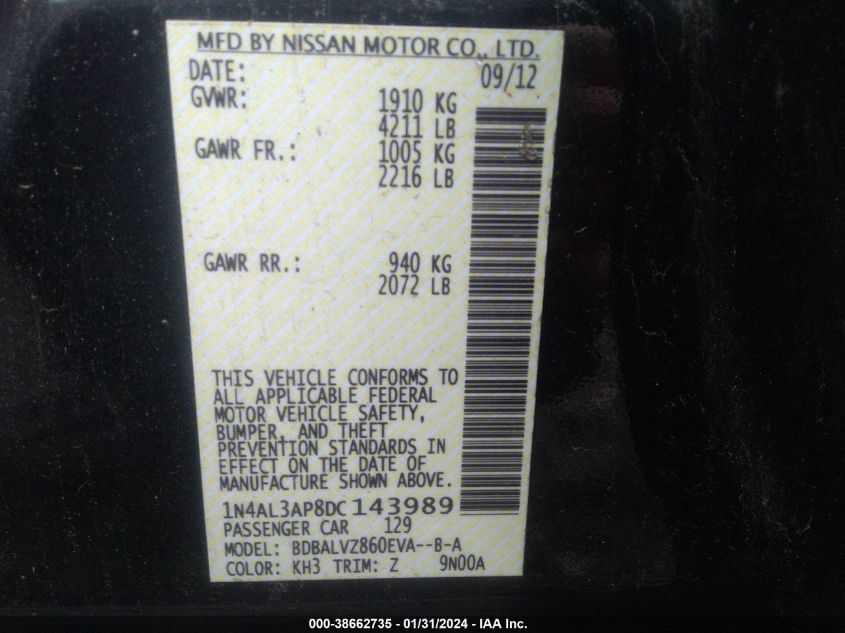 MFD BY NISSAN MOTOR CO., LTD.
DATE: 09/12
GVWR: 1910 KG
4211 LB
GAWR FR.: 1005 KG
2216 LB
GAWR RR.: 940 KG
2072 LB
THIS VEHICLE CONFORMS TO
ALL APPLICABLE FEDERAL
MOTOR VEHICLE SAFETY,
BUMPER, AND THEFT
PREVENTION STANDARDS IN
EFFECT ON THE DATE OF
MANUFACTURE SHOWN ABOVE.
1N4AL3AP8DC143989
PASSENGER CAR 129
MODEL: BDBALVZ860EVA--B-A
COLOR: KH3 TRIM: Z 9N00A
000-38662735 - 01/31/2024 - IAA Inc.